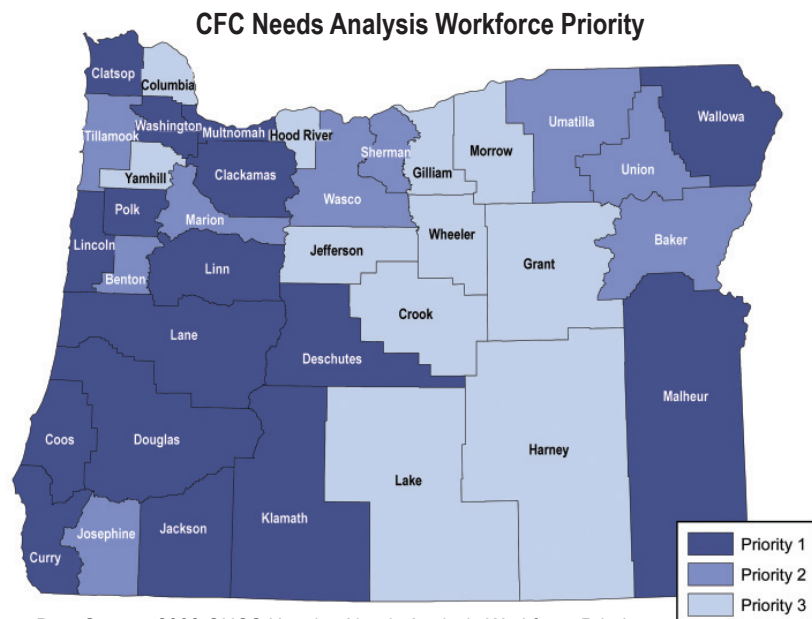 CFC Needs Analysis Workforce Priority
Clatsop
Columbia
Tillamook
Washington
Multnomah
Hood River
Sherman
Gilliam
Morrow
Umatilla
Wallowa
Union
Yamhill
Clackamas
Wasco
Polk
Marion
Wheeler
Baker
Lincoln
Benton
Linn
Jefferson
Grant
Crook
Lane
Deschutes
Malheur
Coos
Douglas
Harney
Lake
Klamath
Josephine
Jackson
Curry
Priority 1
Priority 2
Priority 3